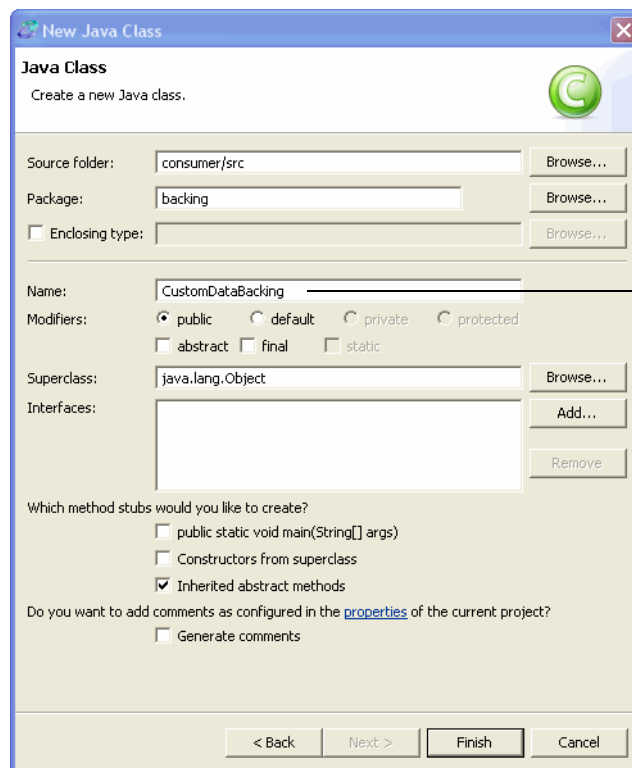 New Java Class
Java Class
Create a new Java class.
C
Source folder: consumer/src Browse...
Package: backing Browse...
Enclosing type: Browse...
Name: CustomDataBacking
Modifiers: public default private protected
abstract final static
Superclass: java.lang.Object Browse...
Interfaces: Add...
Remove
Which method stubs would you like to create?
public static void main(String[] args)
Constructors from superclass
Inherited abstract methods
Do you want to add comments as configured in the properties of the current project?
Generate comments
< Back Next > Finish Cancel